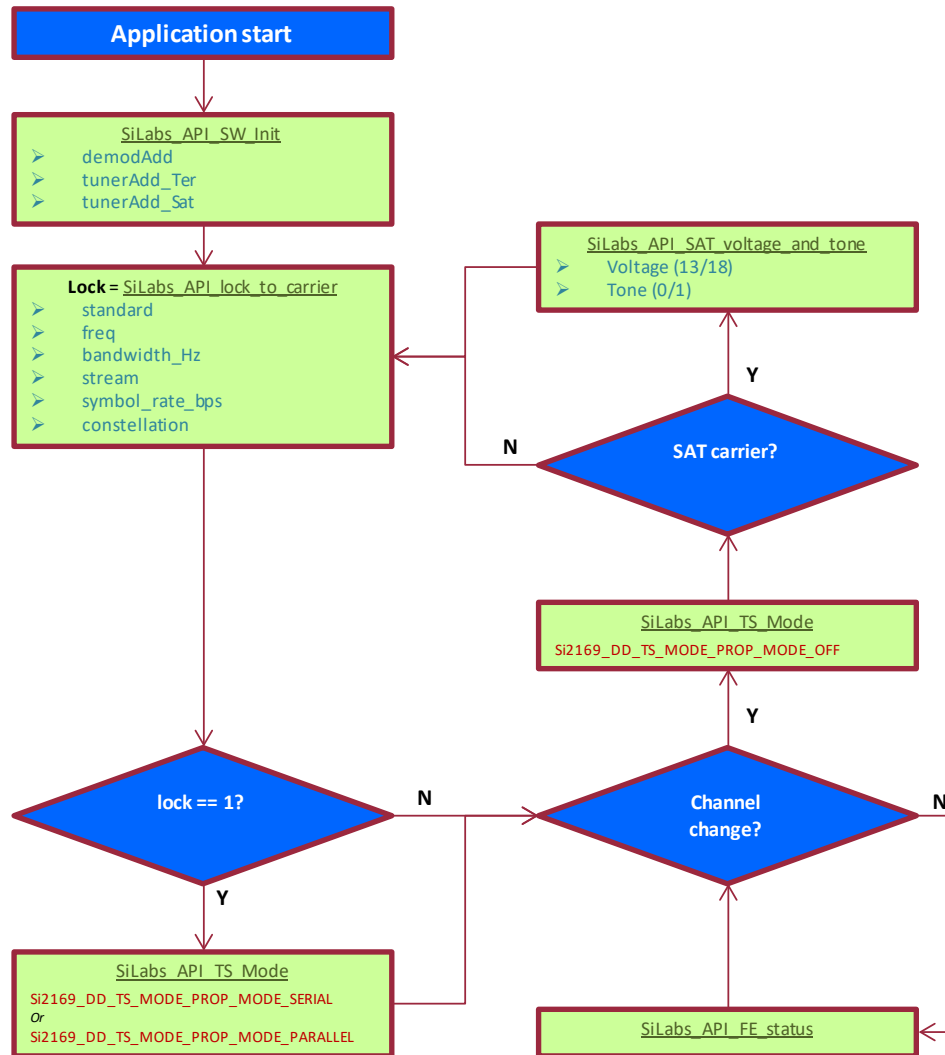 Application start
SiLabs_API_SW_Init
➢ demodAdd
➢ tunerAdd_Ter
➢ tunerAdd_Sat
SiLabs_API_SAT_voltage_and_tone
➢ Voltage (13/18)
➢ Tone (0/1)
Lock = SiLabs_API_lock_to_carrier
➢ standard
➢ freq
➢ bandwidth_Hz
➢ stream
➢ symbol_rate_bps
➢ constellation
Y
N
SAT carrier?
SiLabs_API_TS_Mode
Si2169_DD_TS_MODE_PROP_MODE_OFF
Y
lock == 1?
N
Channel
change?
N
Y
SiLabs_API_TS_Mode
Si2169_DD_TS_MODE_PROP_MODE_SERIAL
Or
Si2169_DD_TS_MODE_PROP_MODE_PARALLEL
SiLabs_API_FE_status